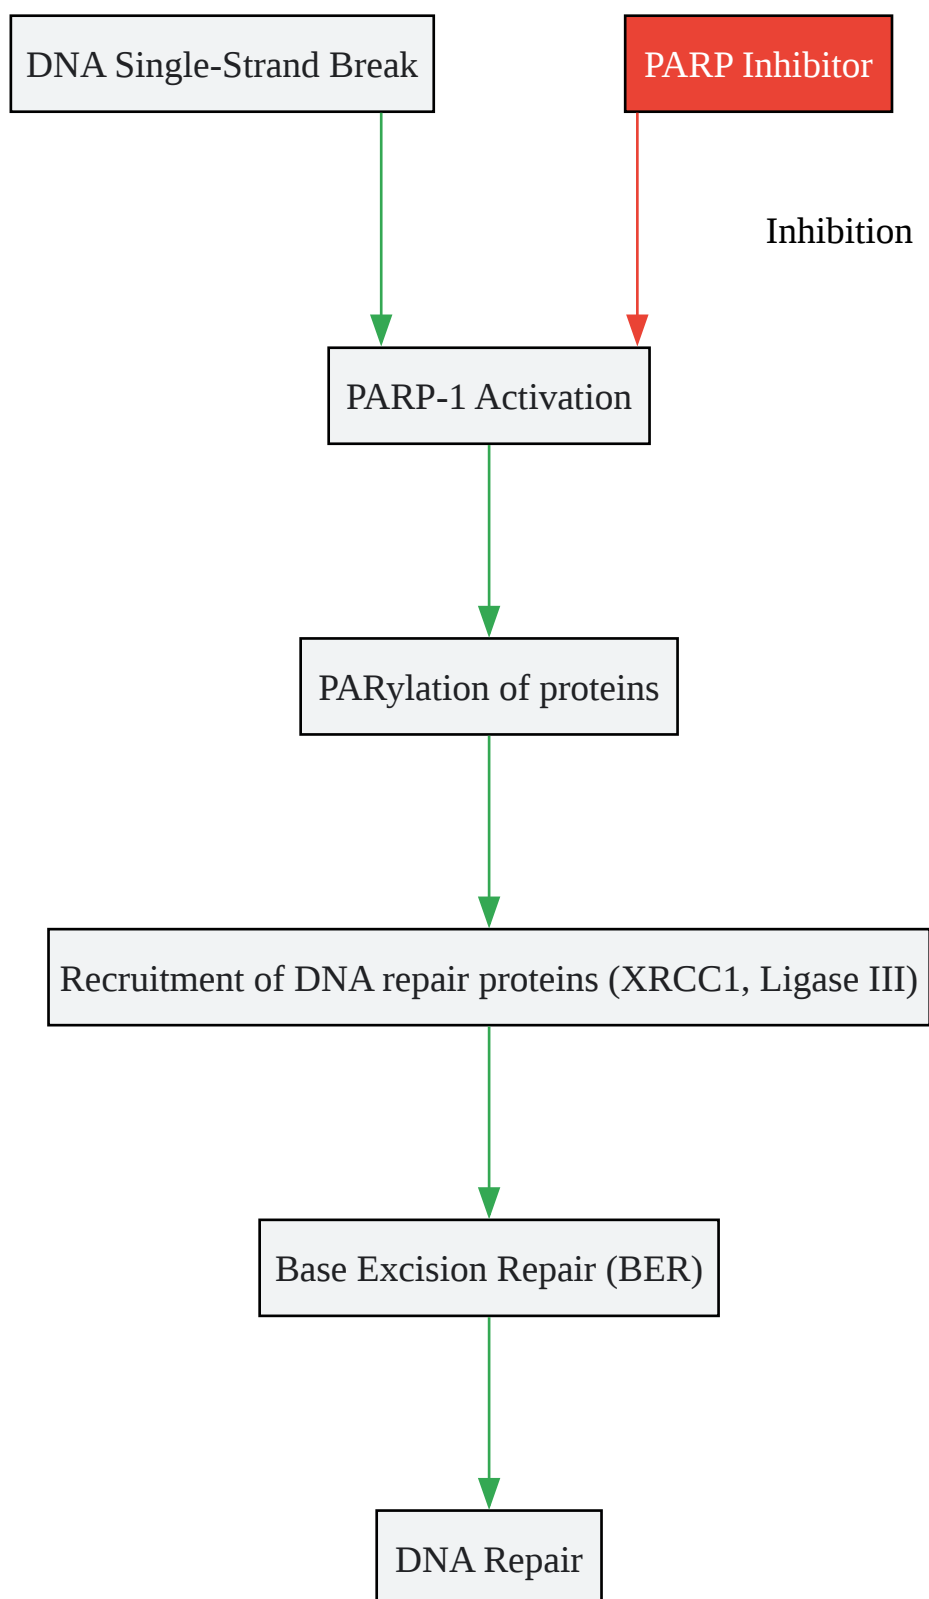 DNA Single-Strand Break
PARP Inhibitor
Inhibition
PARP-1 Activation
PARylation of proteins
Recruitment of DNA repair proteins (XRCC1, Ligase III)
Base Excision Repair (BER)
DNA Repair